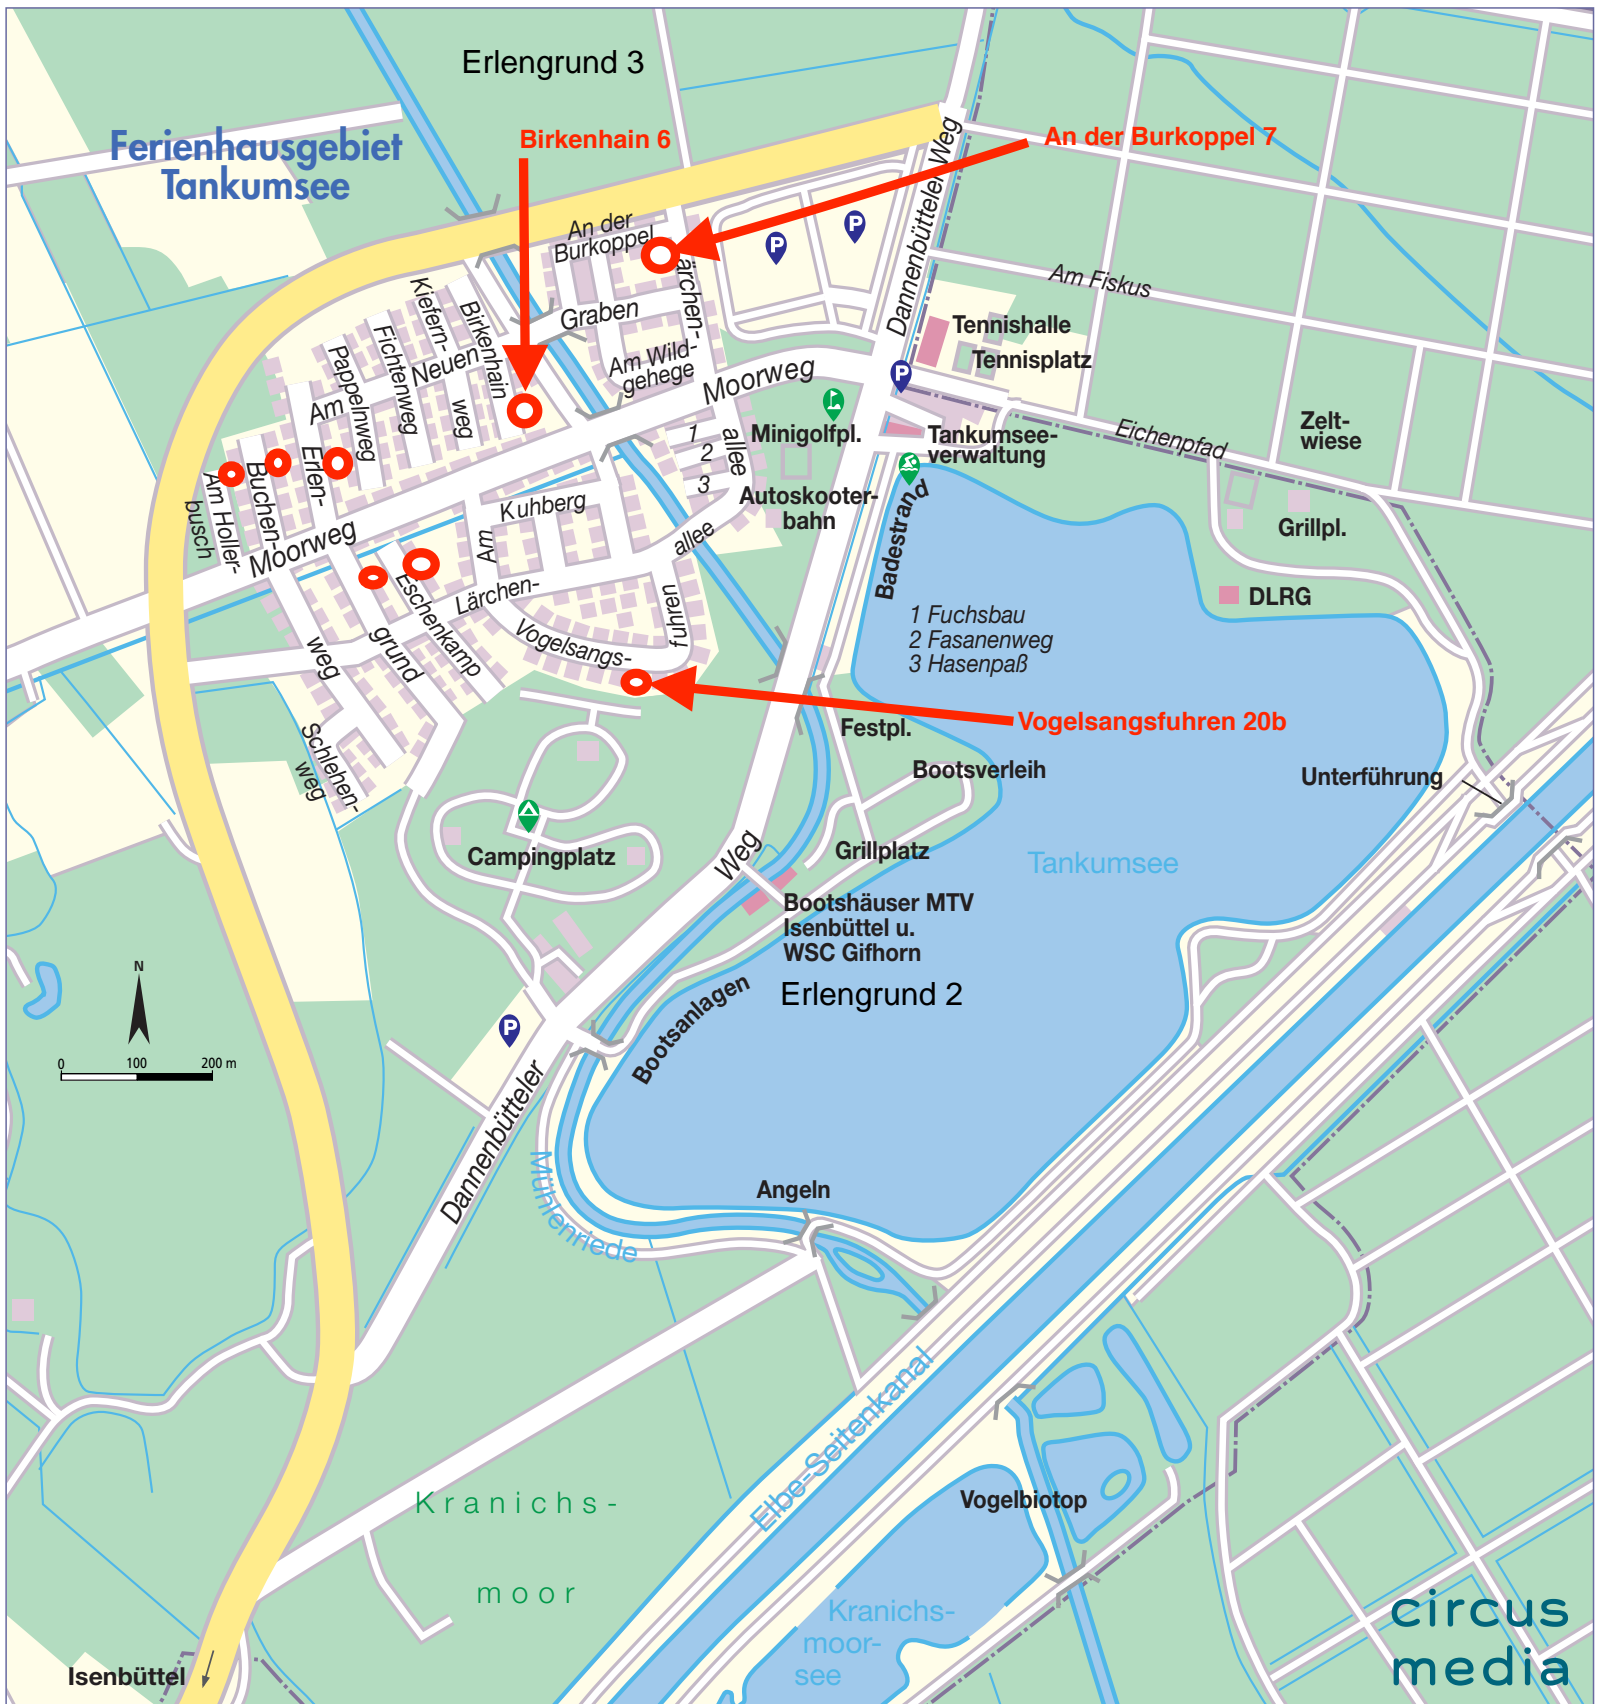 Erlengrund 3
Ferienhausgebiet
Tankumsee
Birkenhain 6
An der Burkoppel 7
Dannenbütteler Weg
An der
Burkoppel
Lärchen-
Graben
Am Wild-
gehege
Kiefern-
weg
Birkenhain
Neuen
Am
Fichtenweg
Pappelnweg
Erlen-
Buchen-
Am Holler-
busch
Moorweg
Moorweg
P
P
P
Am Fiskus
Tennishalle
Tennisplatz
Minigolfpl.
Tankumsee-
verwaltung
Eichenpfad
Zelt-
wiese
Grillpl.
1
2
3
allee
Autoskooter-
bahn
Badestrand
DLRG
Kuhberg
Am
Lärchen-
allee
Eschenkamp
grund
weg
Vogelsangs-
fuhren
Schlehen-
weg
1 Fuchsbau
2 Fasanenweg
3 Hasenpaß
Vogelsangsfuhren 20b
Festpl.
Bootsverleih
Unterführung
Grillplatz
Tankumsee
Campingplatz
Weg
Bootshäuser MTV
Isenbüttel u.
WSC Gifhorn
Erlengrund 2
Bootsanlagen
N
0 100 200 m
P
Dannenbütteler
Mühlenriede
Angeln
Elbe-Seitenkanal
Kranichs-
moor
Vogelbiotop
Kranichs-
moor-
see
Isenbüttel
circus
media